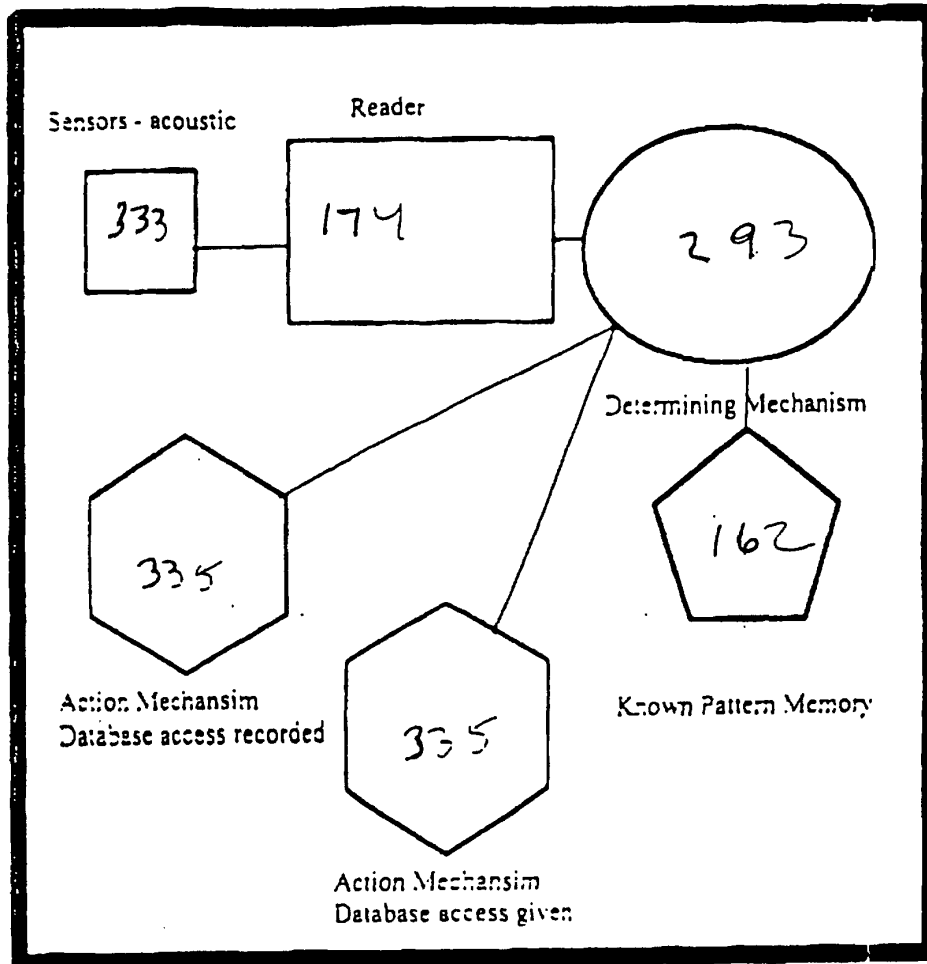 Sensors - acoustic
Reader
333
174
293
Determining Mechanism
335
162
Action Mechansim
Database access recorded
Known Pattern Memory
335
Action Mechansim
Database access given